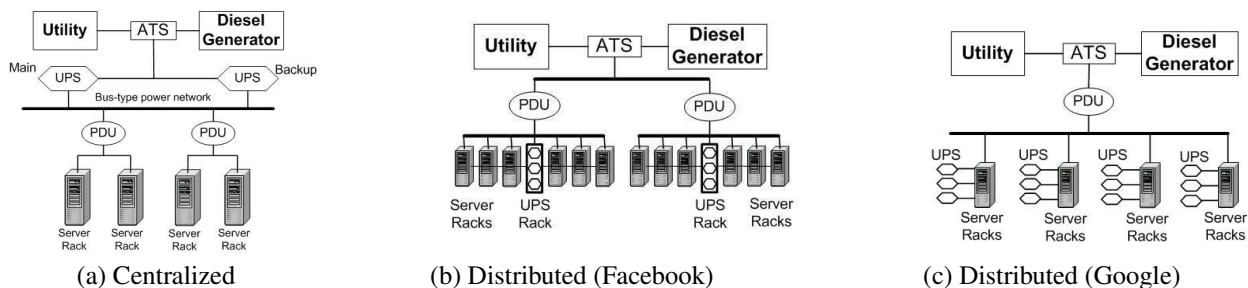 Utility
ATS
Diesel
Generator
Main
UPS
UPS
Backup
Bus-type power network
PDU
PDU
Server
Rack
Server
Rack
Server
Rack
Server
Rack
(a) Centralized
Utility
ATS
Diesel
Generator
PDU
PDU
Server
Racks
UPS
Rack
UPS
Rack
Server
Racks
(b) Distributed (Facebook)
Utility
ATS
Diesel
Generator
PDU
UPS
UPS
UPS
UPS
Server
Racks
Server
Racks
Server
Racks
Server
Racks
(c) Distributed (Google)